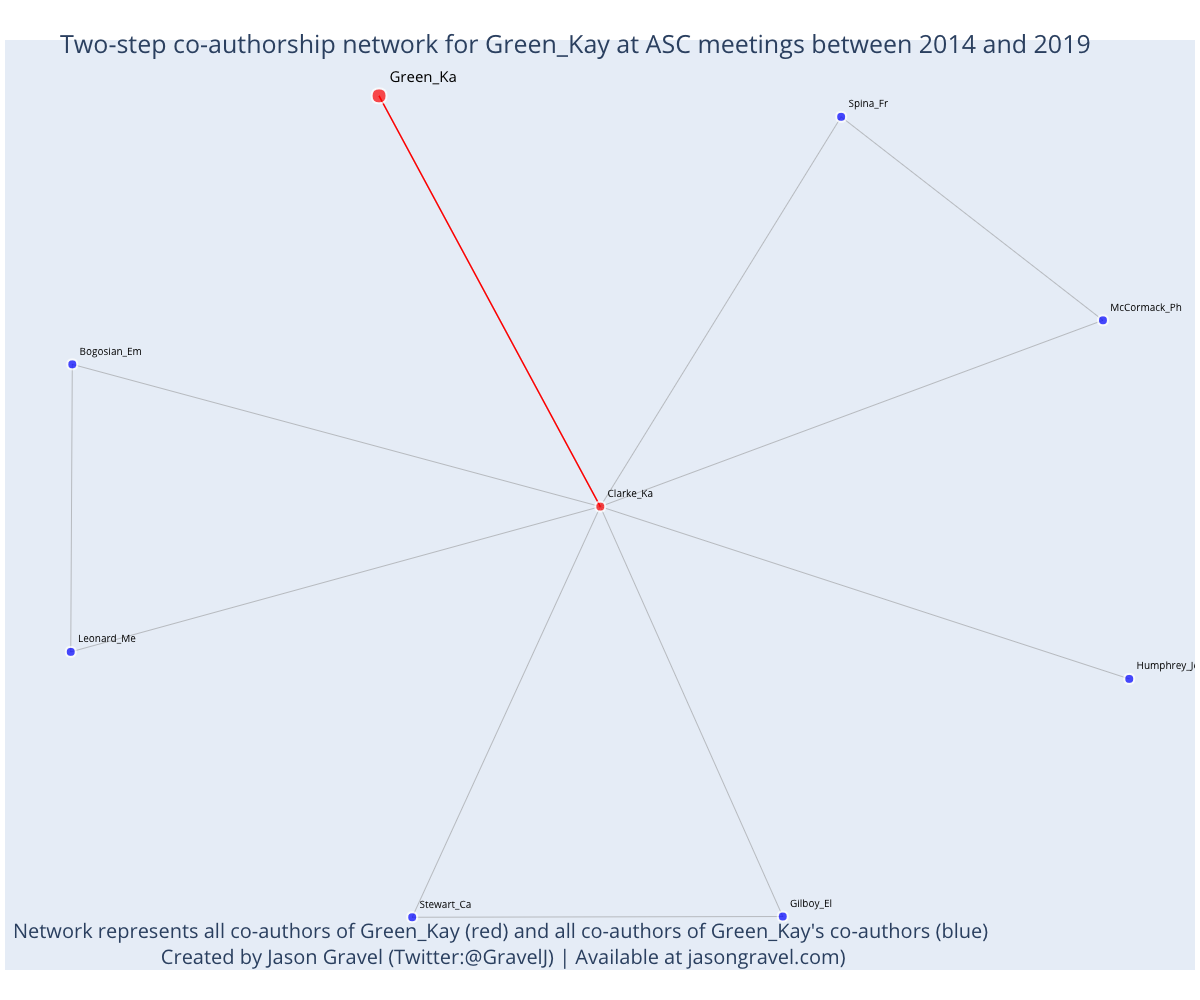 Two-step co-authorship network for Green_Kay at ASC meetings between 2014 and 2019
Green_Ka
Spina_Fr
McCormack_Ph
Bogosian_Em
Clarke_Ka
Leonard_Me
Humphrey_Je
Stewart_Ca
Gilboy_El
Network represents all co-authors of Green_Kay (red) and all co-authors of Green_Kay's co-authors (blue)
Created by Jason Gravel (Twitter:@GravelJ) | Available at jasongravel.com)